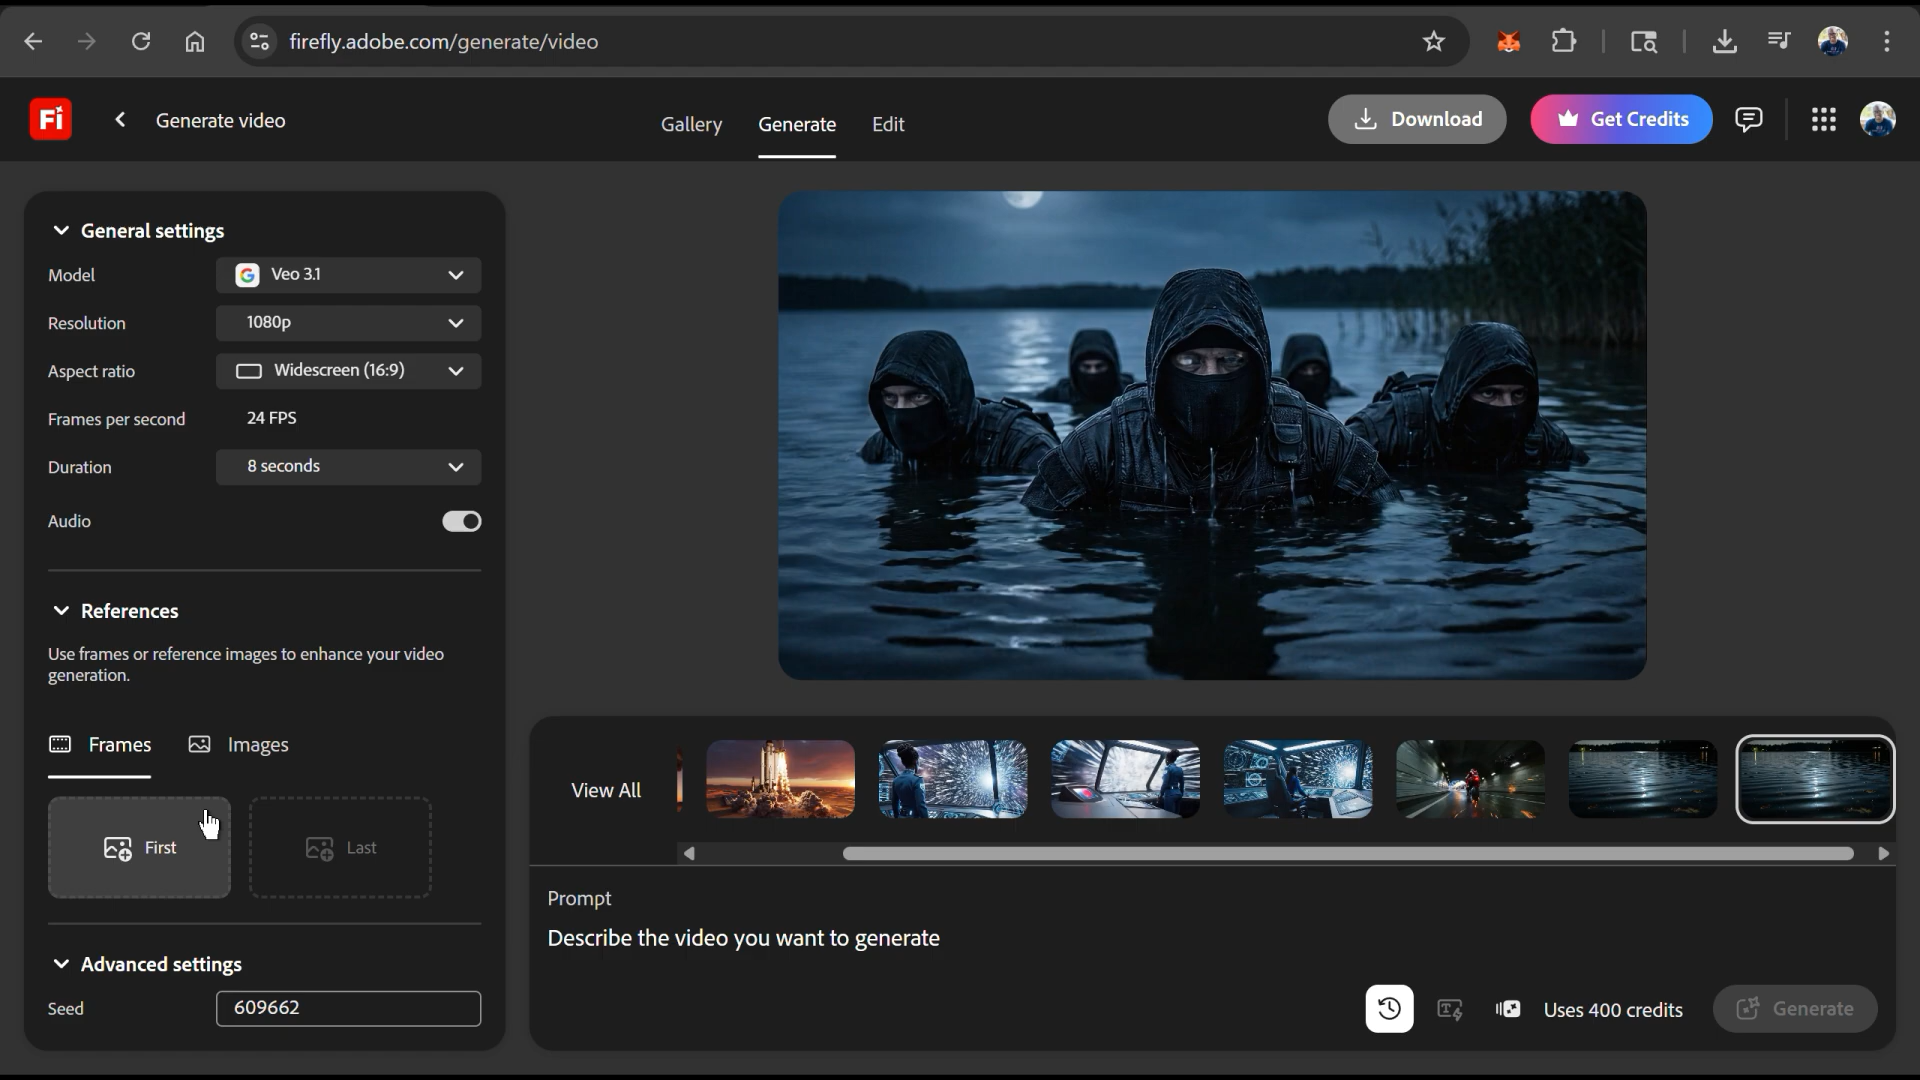 firefly.adobe.com/generate/video
Fi
Generate video
Gallery
Generate
Edit
Download
Get Credits
General settings
Model
Veo 3.1
Resolution
1080p
Aspect ratio
Widescreen (16:9)
Frames per second
24 FPS
Duration
8 seconds
Audio
References
Use frames or reference images to enhance your video
generation.
Frames
Images
First
Last
Advanced settings
Seed
609662
View All
Prompt
Describe the video you want to generate
Uses 400 credits
Generate